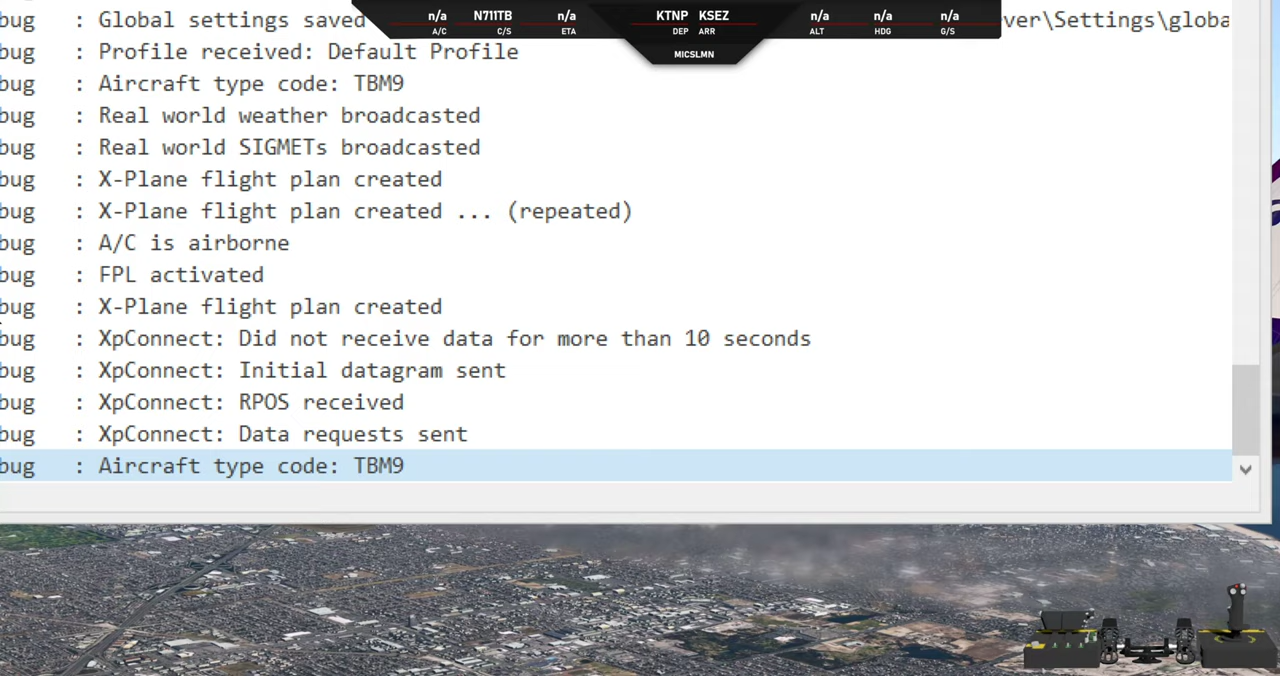 n/a N711TB n/a KTNP KSEZ n/a n/a n/a
A/C C/S ETA DEP ARR ALT HDG G/S
MICSLMN
bug : Global settings saved ver\Settings\globa
bug : Profile received: Default Profile
bug : Aircraft type code: TBM9
bug : Real world weather broadcasted
bug : Real world SIGMETs broadcasted
bug : X-Plane flight plan created
bug : X-Plane flight plan created ... (repeated)
bug : A/C is airborne
bug : FPL activated
bug : X-Plane flight plan created
bug : XpConnect: Did not receive data for more than 10 seconds
bug : XpConnect: Initial datagram sent
bug : XpConnect: RPOS received
bug : XpConnect: Data requests sent
bug : Aircraft type code: TBM9